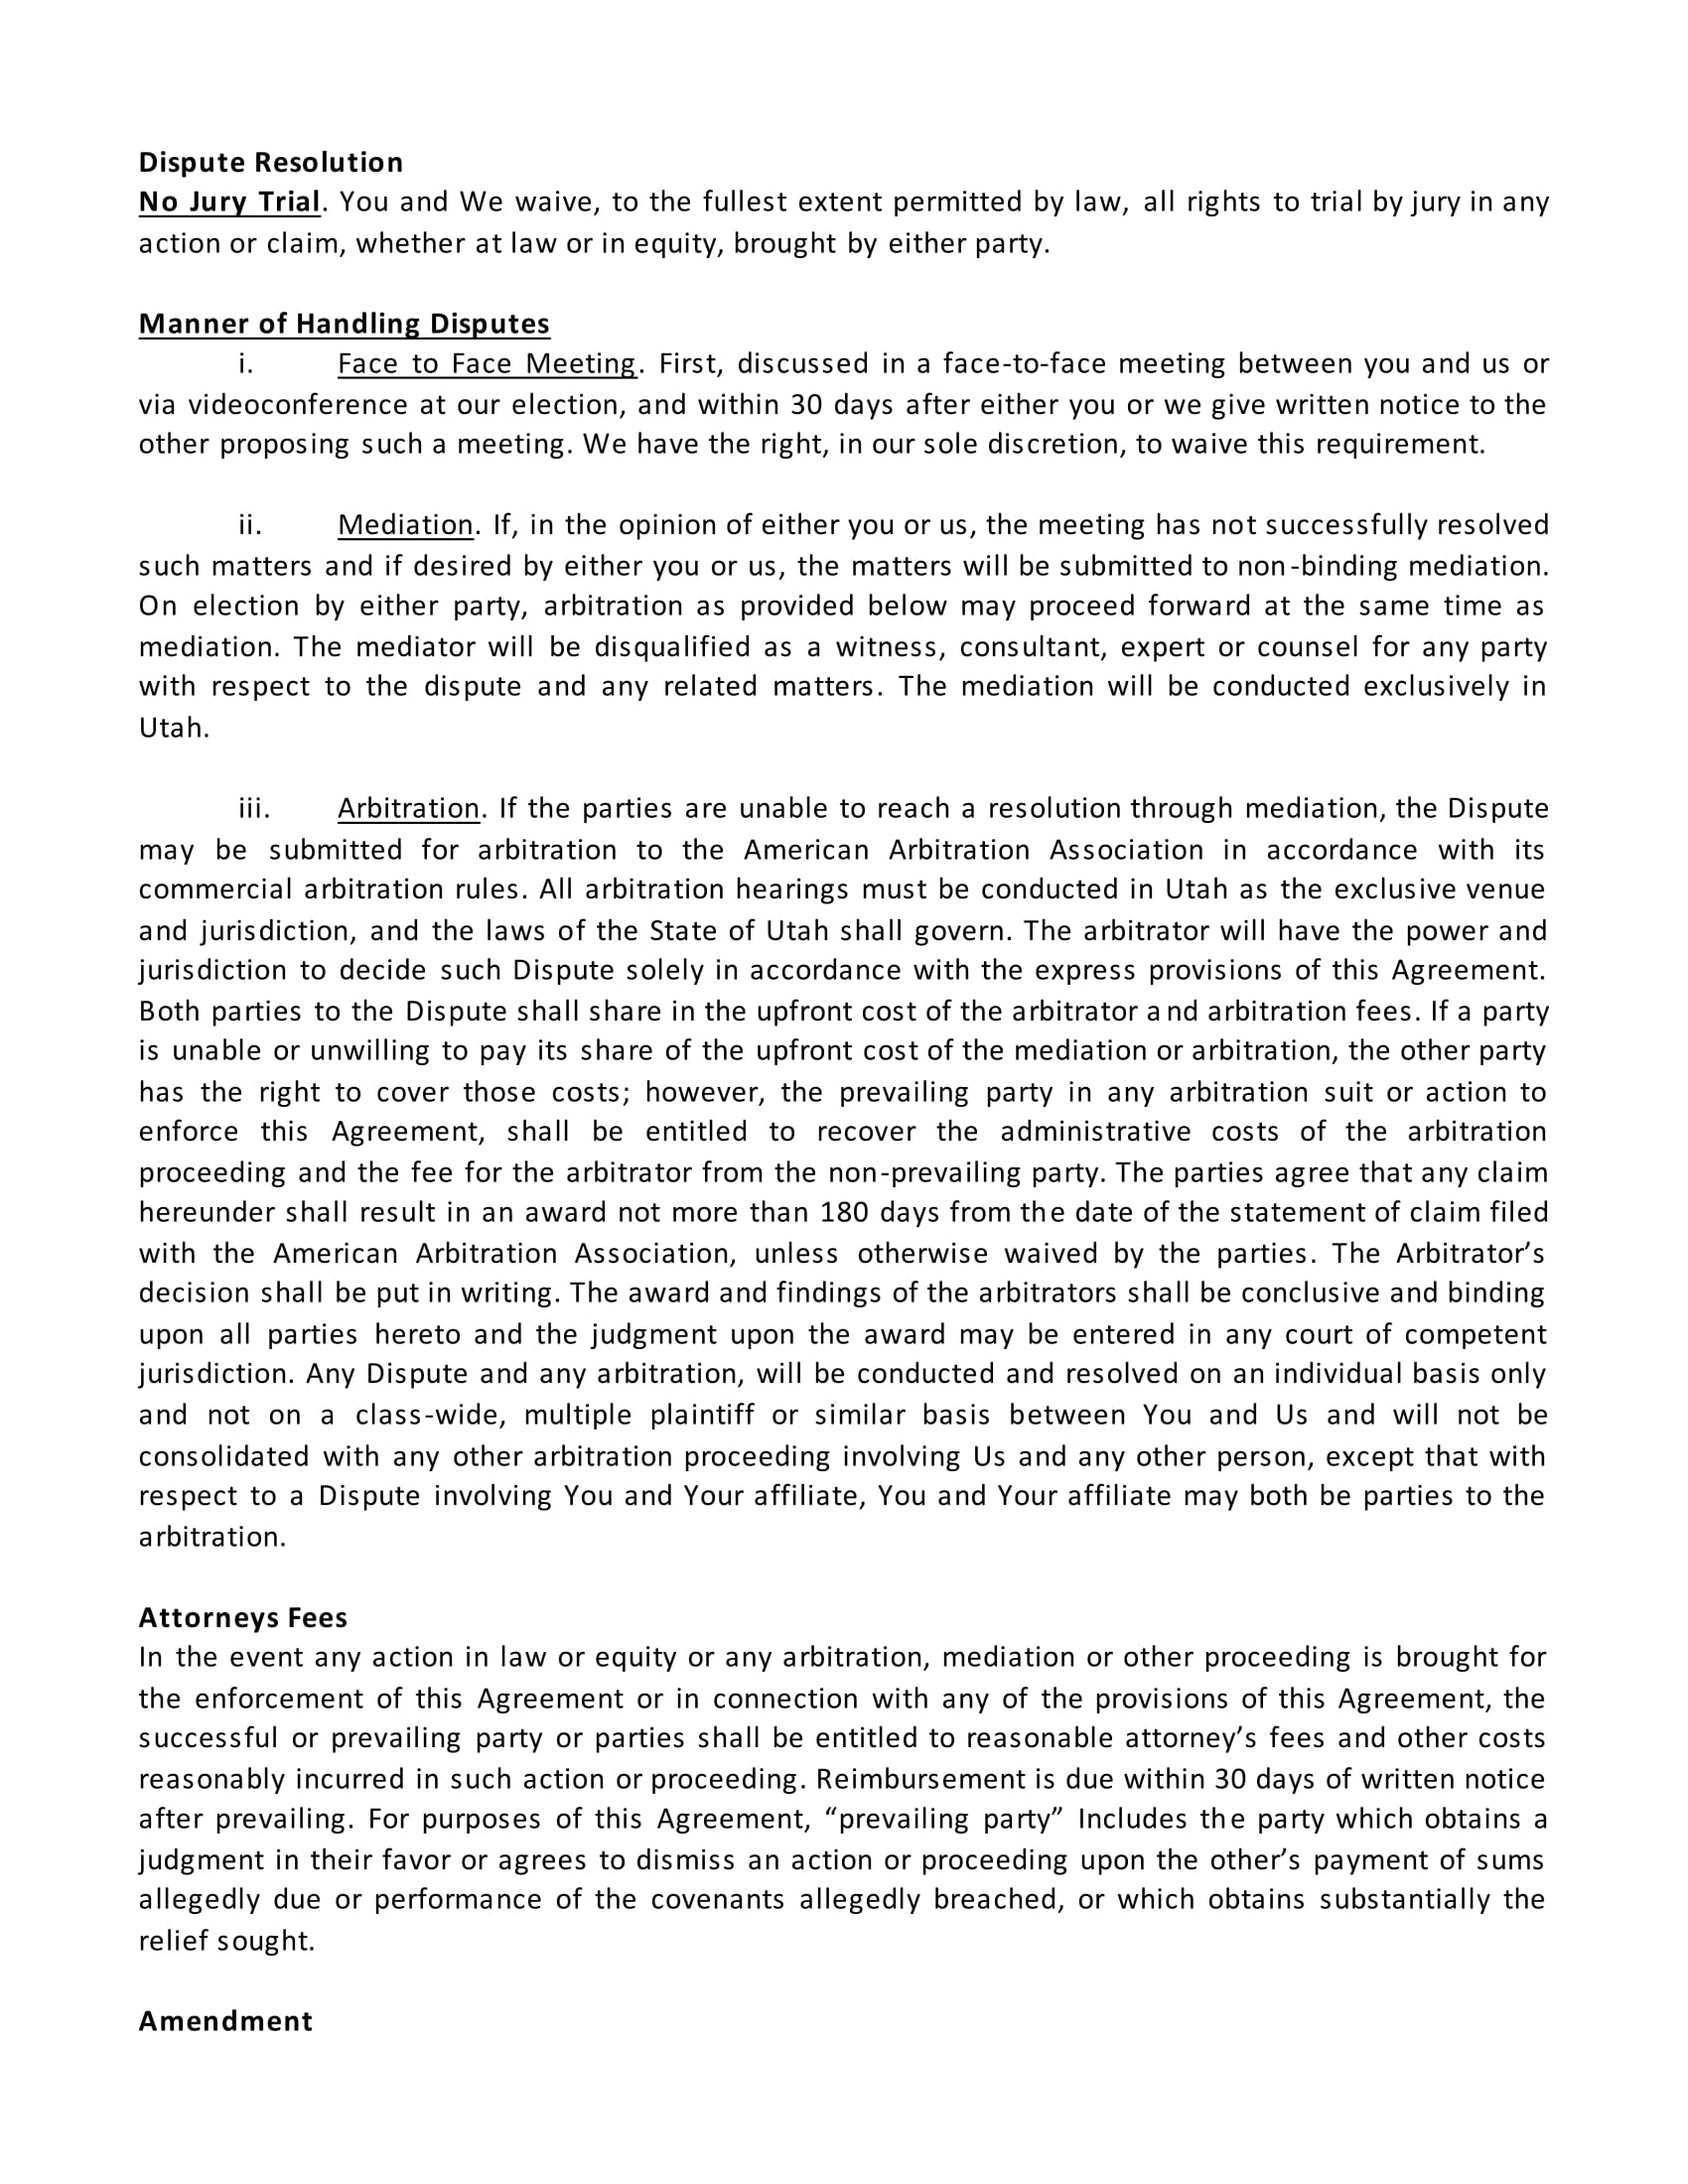 Dispute Resolution
No Jury Trial. You and We waive, to the fullest extent permitted by law, all rights to trial by jury in any
action or claim, whether at law or in equity, brought by either party.
Manner of Handling Disputes
i. Face to Face Meeting. First, discussed in a face-to-face meeting between you and us or
via videoconference at our election, and within 30 days after either you or we give written notice to the
other proposing such a meeting. We have the right, in our sole discretion, to waive this requirement.
ii. Mediation. If, in the opinion of either you or us, the meeting has not successfully resolved
such matters and if desired by either you or us, the matters will be submitted to non-binding mediation.
On election by either party, arbitration as provided below may proceed forward at the same time as
mediation. The mediator will be disqualified as a witness, consultant, expert or counsel for any party
with respect to the dispute and any related matters. The mediation will be conducted exclusively in
Utah.
iii. Arbitration. If the parties are unable to reach a resolution through mediation, the Dispute
may be submitted for arbitration to the American Arbitration Association in accordance with its
commercial arbitration rules. All arbitration hearings must be conducted in Utah as the exclusive venue
and jurisdiction, and the laws of the State of Utah shall govern. The arbitrator will have the power and
jurisdiction to decide such Dispute solely in accordance with the express provisions of this Agreement.
Both parties to the Dispute shall share in the upfront cost of the arbitrator and arbitration fees. If a party
is unable or unwilling to pay its share of the upfront cost of the mediation or arbitration, the other party
has the right to cover those costs; however, the prevailing party in any arbitration suit or action to
enforce this Agreement, shall be entitled to recover the administrative costs of the arbitration
proceeding and the fee for the arbitrator from the non-prevailing party. The parties agree that any claim
hereunder shall result in an award not more than 180 days from the date of the statement of claim filed
with the American Arbitration Association, unless otherwise waived by the parties. The Arbitrator’s
decision shall be put in writing. The award and findings of the arbitrators shall be conclusive and binding
upon all parties hereto and the judgment upon the award may be entered in any court of competent
jurisdiction. Any Dispute and any arbitration, will be conducted and resolved on an individual basis only
and not on a class-wide, multiple plaintiff or similar basis between You and Us and will not be
consolidated with any other arbitration proceeding involving Us and any other person, except that with
respect to a Dispute involving You and Your affiliate, You and Your affiliate may both be parties to the
arbitration.
Attorneys Fees
In the event any action in law or equity or any arbitration, mediation or other proceeding is brought for
the enforcement of this Agreement or in connection with any of the provisions of this Agreement, the
successful or prevailing party or parties shall be entitled to reasonable attorney’s fees and other costs
reasonably incurred in such action or proceeding. Reimbursement is due within 30 days of written notice
after prevailing. For purposes of this Agreement, “prevailing party” Includes the party which obtains a
judgment in their favor or agrees to dismiss an action or proceeding upon the other’s payment of sums
allegedly due or performance of the covenants allegedly breached, or which obtains substantially the
relief sought.
Amendment